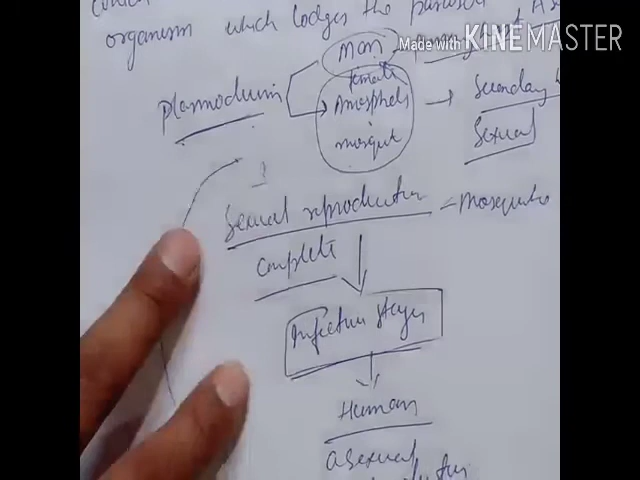 organism which lodges the parasite
Made with KINEMASTER
man
female
Plasmodium
Anopheles → Secondary
mosquit
Sexual
Sexual reproduction = mosquito
complete
Infective stages
Human
asexual